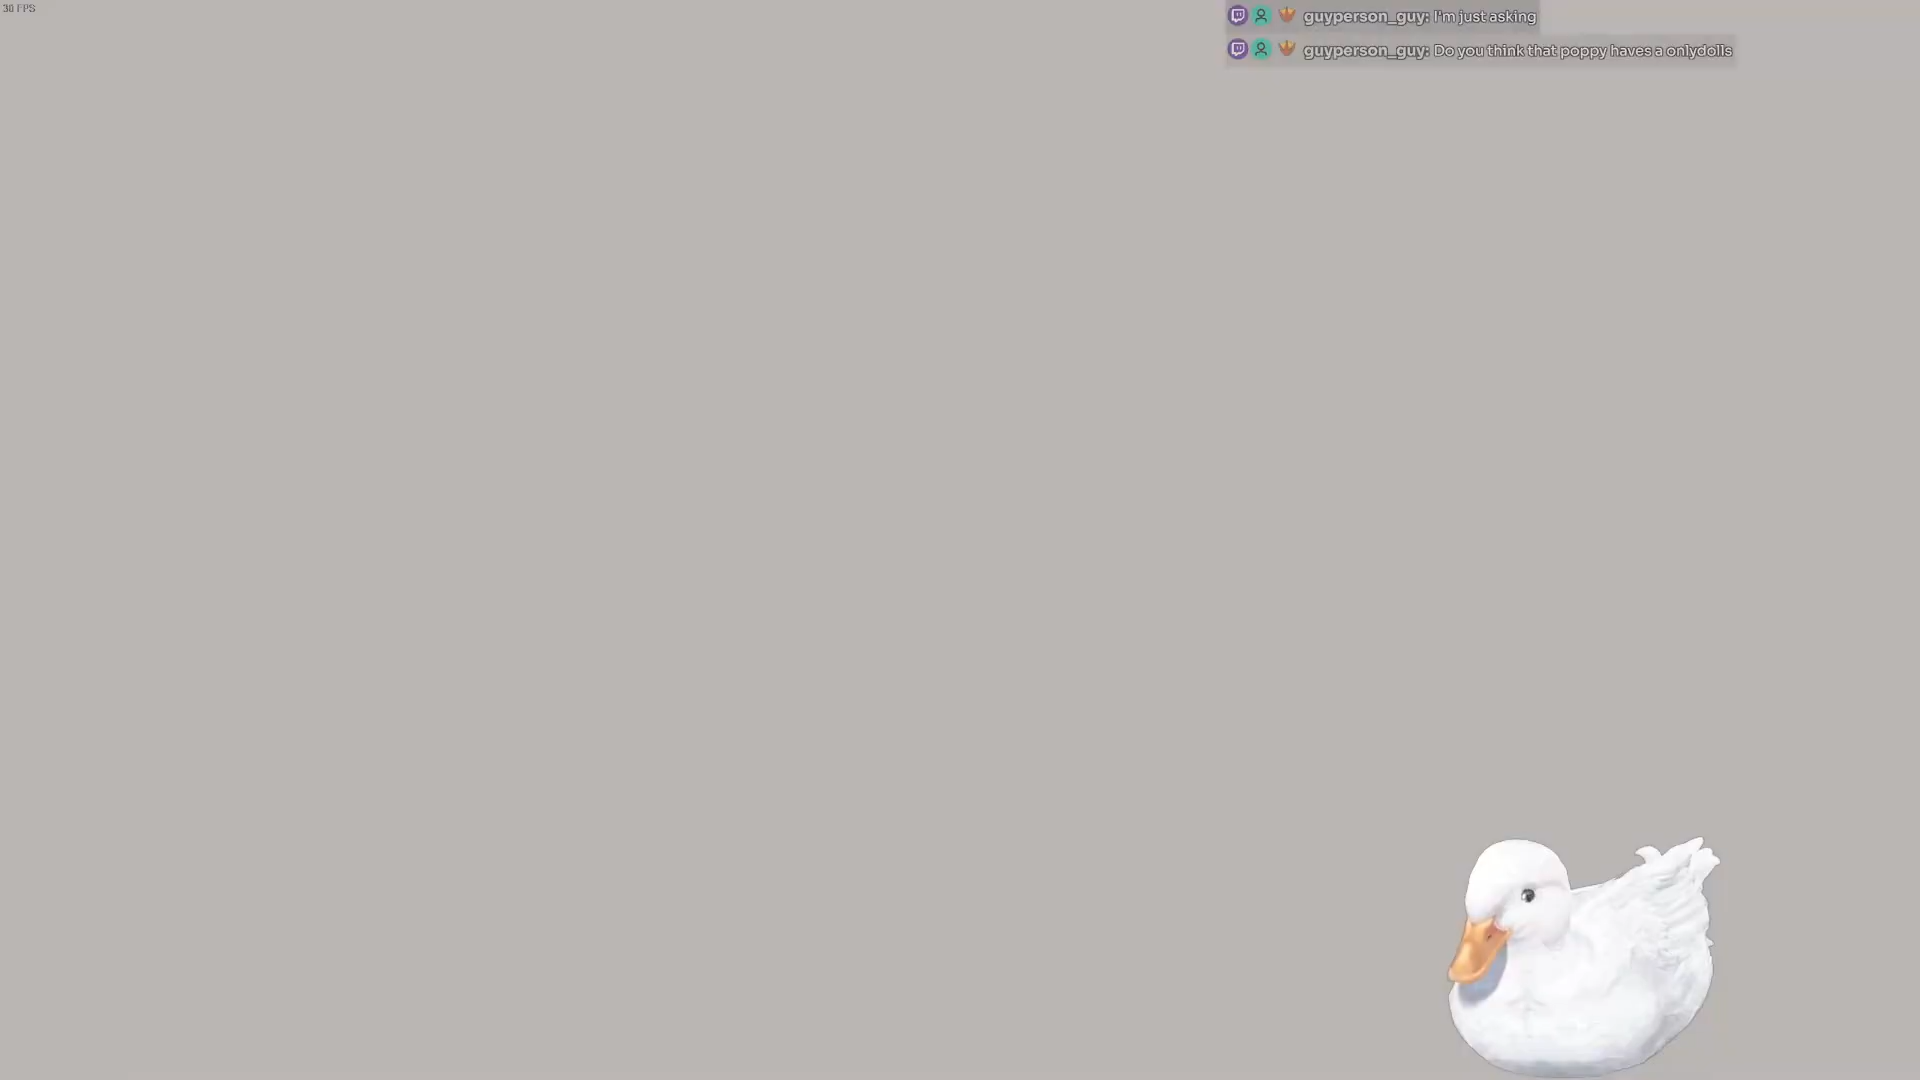 30 FPS
guyperson_guy: I'm just asking
guyperson_guy: Do you think that poppy haves a onlydolls